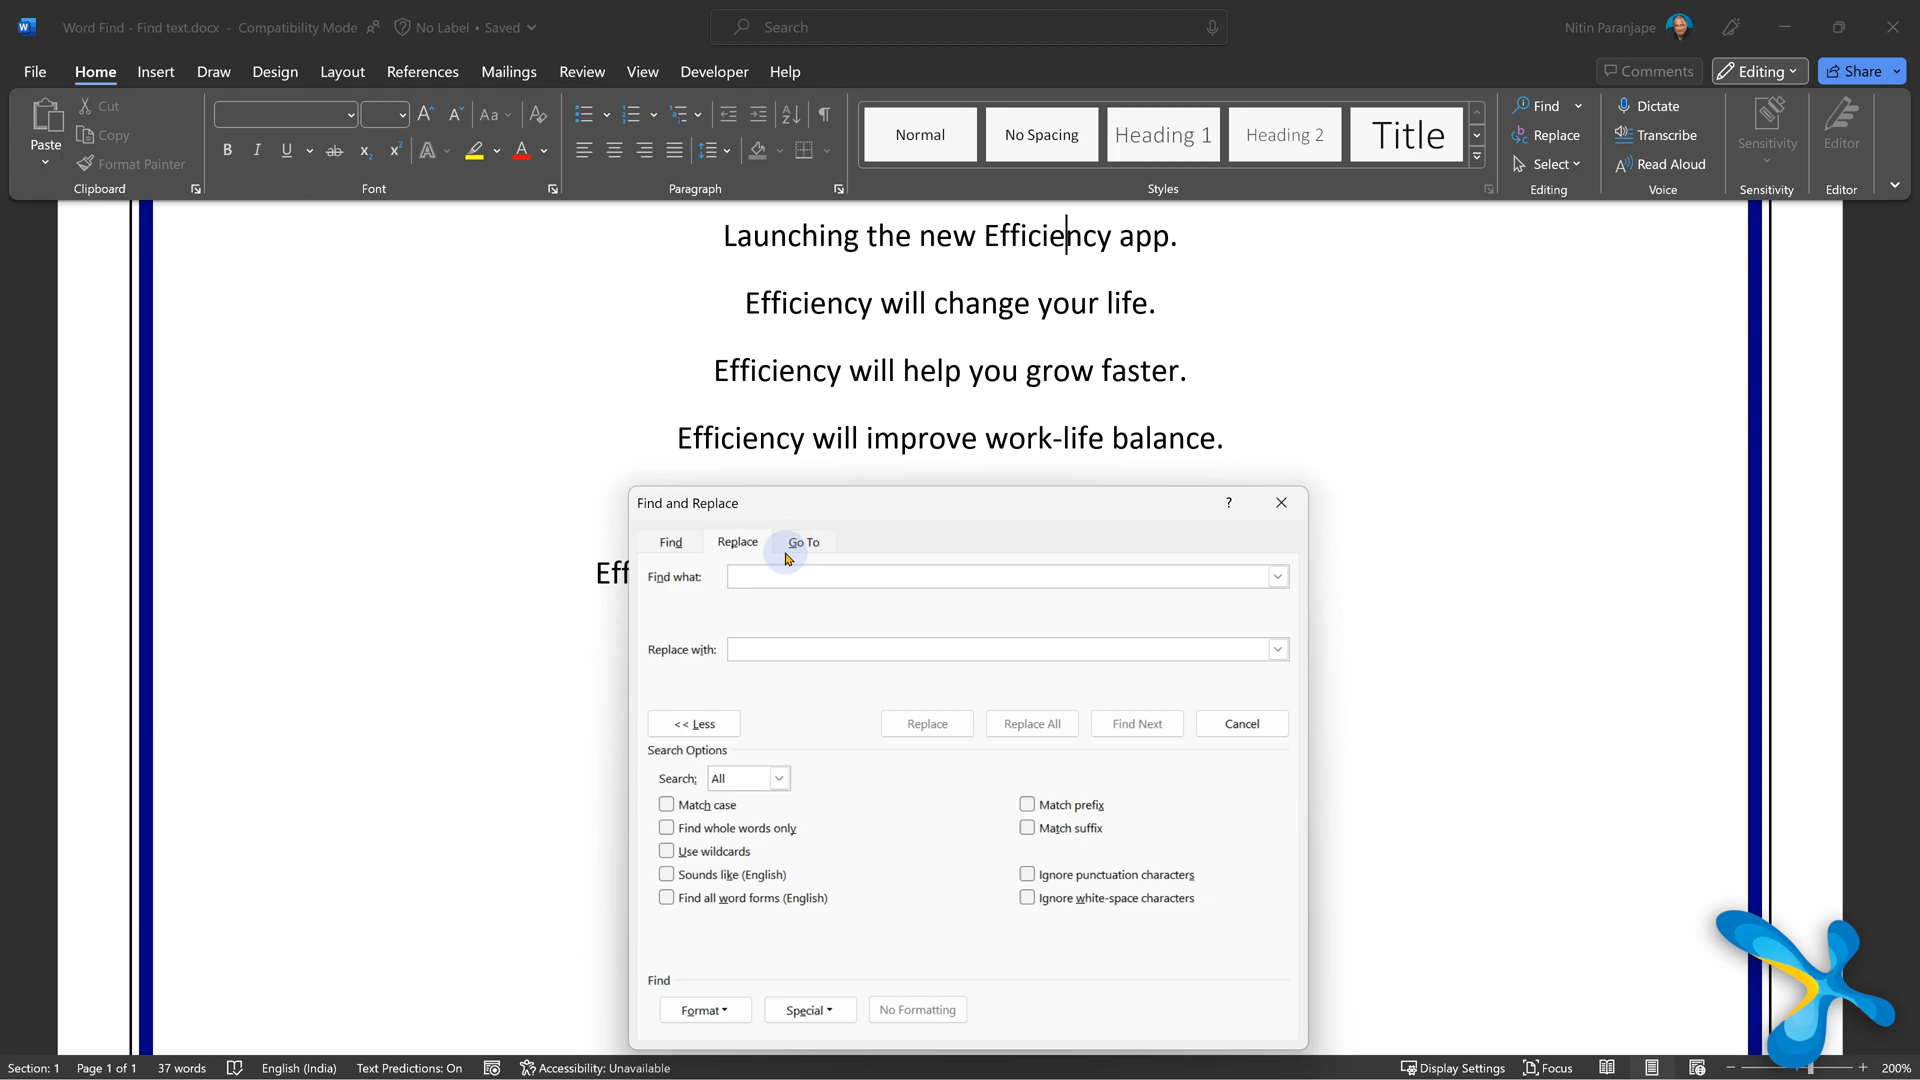 Word Find - Find text.docx - Compatibility Mode No Label • Saved
Search
Nitin Paranjape
File Home Insert Draw Design Layout References Mailings Review View Developer Help
Comments Editing Share
Paste
Cut
Copy
Format Painter
Clipboard
Aa
B I U ab x₂ x² A A
Font
Paragraph
Normal
No Spacing
Heading 1
Heading 2
Title
Styles
Find
Replace
Select
Editing
Dictate
Transcribe
Read Aloud
Voice
Sensitivity
Sensitivity
Editor
Editor
Launching the new Efficiency app.
Efficiency will change your life.
Efficiency will help you grow faster.
Efficiency will improve work-life balance.
Eff
Find and Replace ?
Find Replace Go To
Find what:
Replace with:
<< Less Replace Replace All Find Next Cancel
Search Options
Search: All
Match case
Find whole words only
Use wildcards
Sounds like (English)
Find all word forms (English)
Match prefix
Match suffix
Ignore punctuation characters
Ignore white-space characters
Find
Format Special No Formatting
Section: 1 Page 1 of 1 37 words English (India) Text Predictions: On Accessibility: Unavailable Display Settings Focus 200%